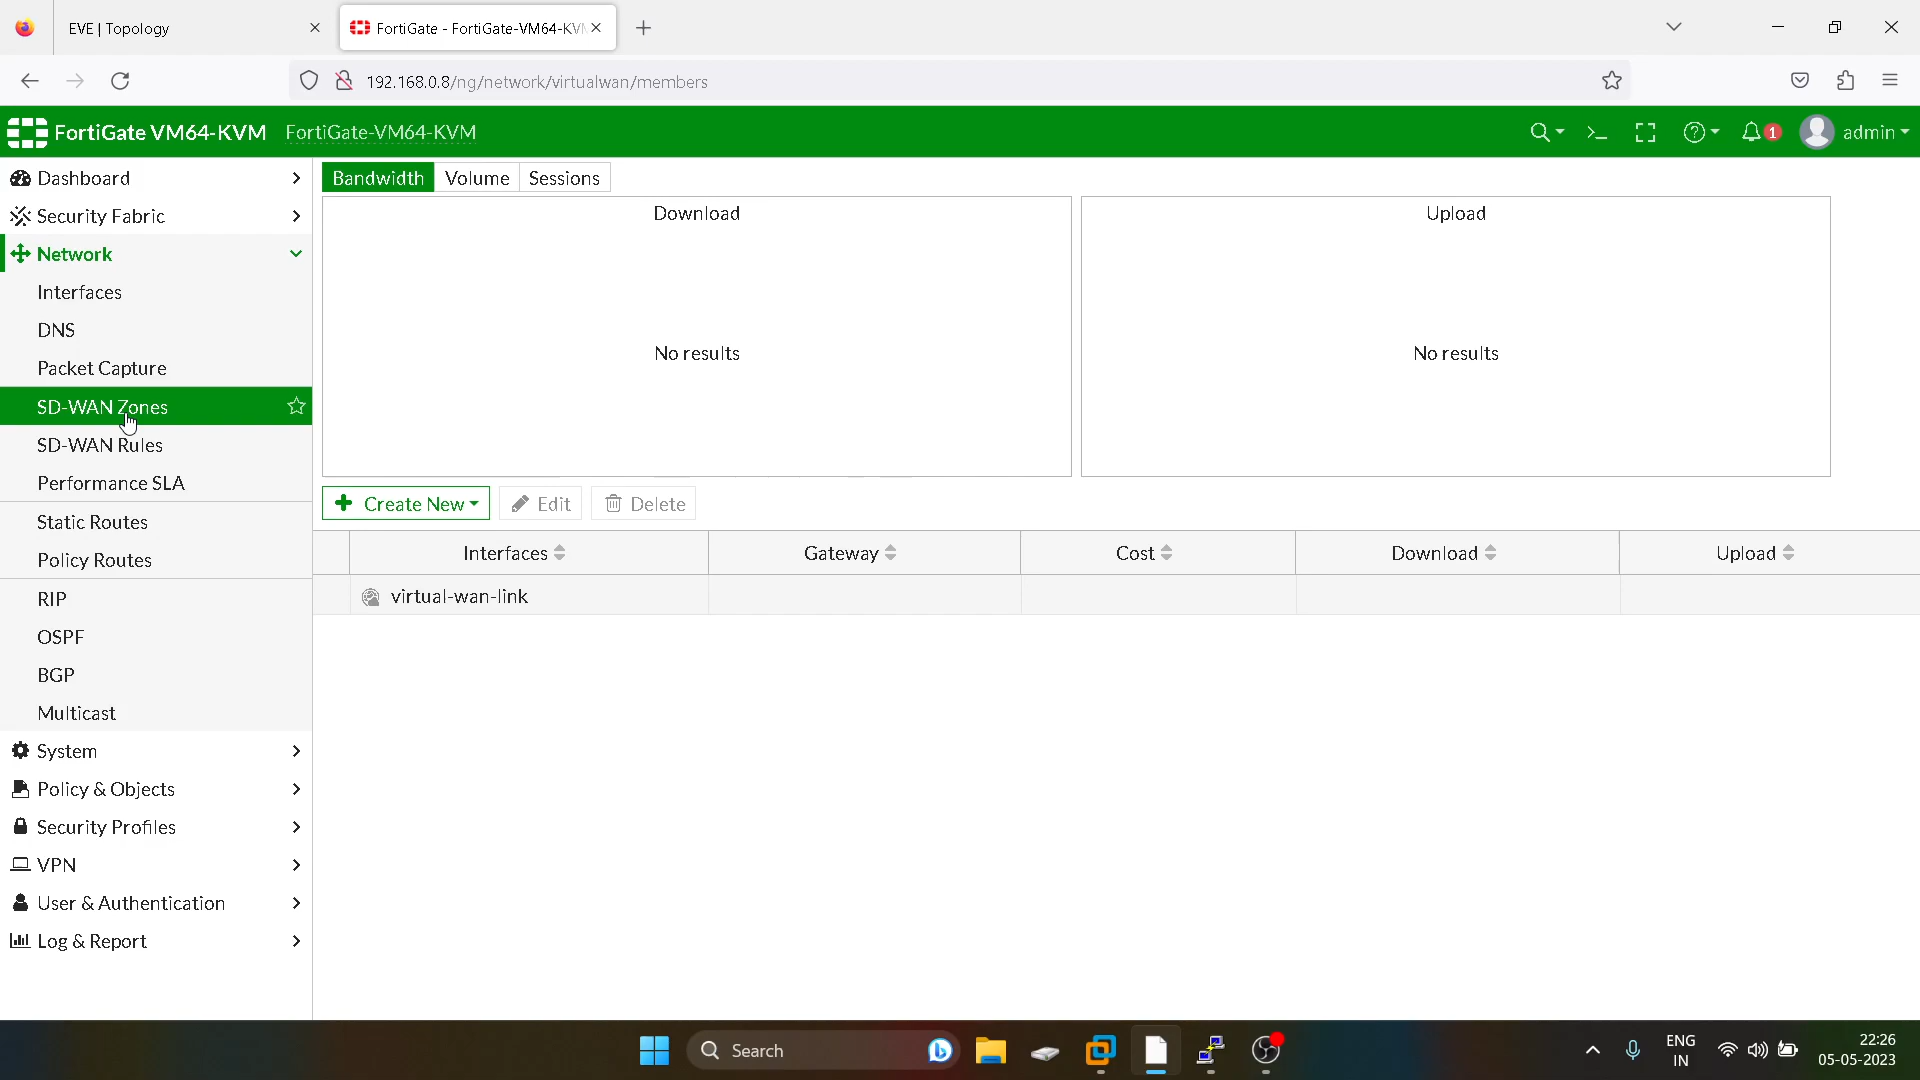 EVE | Topology
FortiGate - FortiGate-VM64-KVM
192.168.0.8/ng/network/virtualwan/members
FortiGate VM64-KVM FortiGate-VM64-KVM
1 admin
Dashboard
Security Fabric
Network
Interfaces
DNS
Packet Capture
SD-WAN Zones
SD-WAN Rules
Performance SLA
Static Routes
Policy Routes
RIP
OSPF
BGP
Multicast
System
Policy & Objects
Security Profiles
VPN
User & Authentication
Log & Report
Bandwidth Volume Sessions
Download Upload
No results No results
Create New Edit Delete
Interfaces Gateway Cost Download Upload
virtual-wan-link
Search
ENG
IN
22:26
05-05-2023